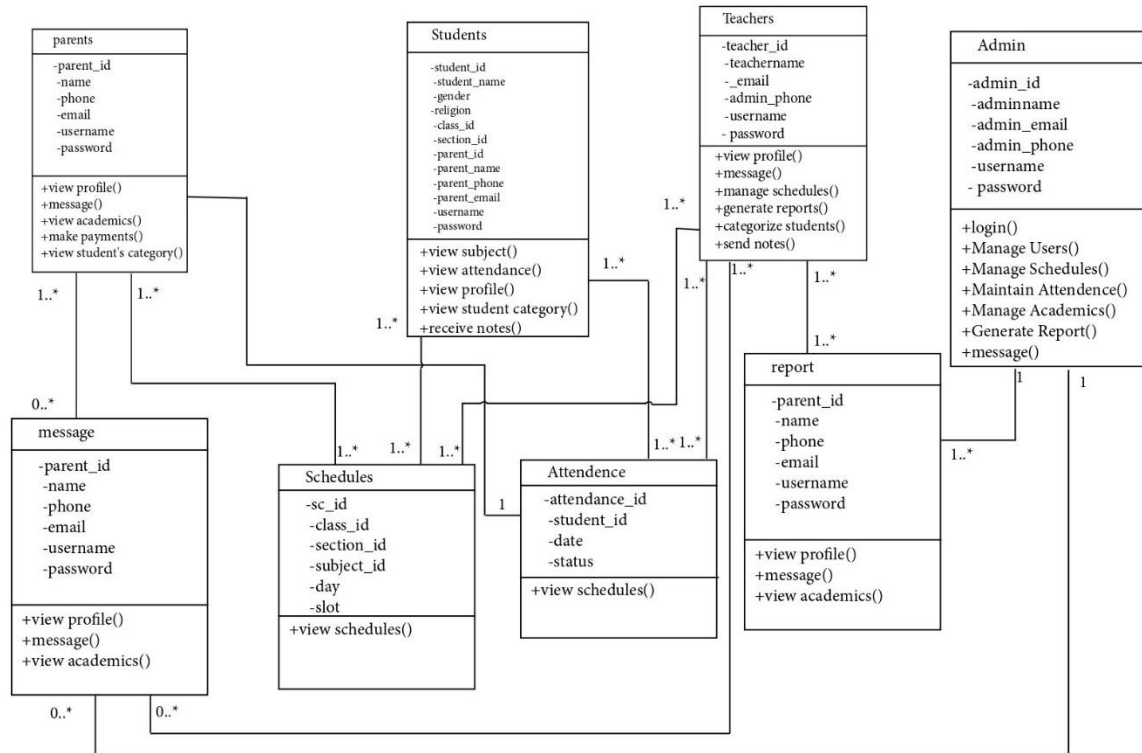 parents
-parent_id
-name
-phone
-email
-username
-password
+view profile()
+message()
+view academics()
+make payments()
+view student's category()
Students
-student_id
-student_name
-gender
-religion
-class_id
-section_id
-parent_id
-parent_name
-parent_phone
-parent_email
-username
-password
+view subject()
+view attendance()
+view profile()
+view student category()
+receive notes()
Teachers
-teacher_id
-teachername
-_email
-admin_phone
-username
- password
+view profile()
+message()
+manage schedules()
+generate reports()
+categorize students()
+send notes()
Admin
-admin_id
-adminname
-admin_email
-admin_phone
-username
- password
+login()
+Manage Users()
+Manage Schedules()
+Maintain Attendence()
+Manage Academics()
+Generate Report()
+message()
1..*
1..*
1..*
1..*
1..*
1..*
1..*
1..*
1..*
1
1
0..*
1..*
1..*
1..*
1..*
1..*
1..*
1
message
-parent_id
-name
-phone
-email
-username
-password
+view profile()
+message()
+view academics()
Schedules
-sc_id
-class_id
-section_id
-subject_id
-day
-slot
+view schedules()
Attendence
-attendance_id
-student_id
-date
-status
+view schedules()
report
-parent_id
-name
-phone
-email
-username
-password
+view profile()
+message()
+view academics()
0..*
0..*